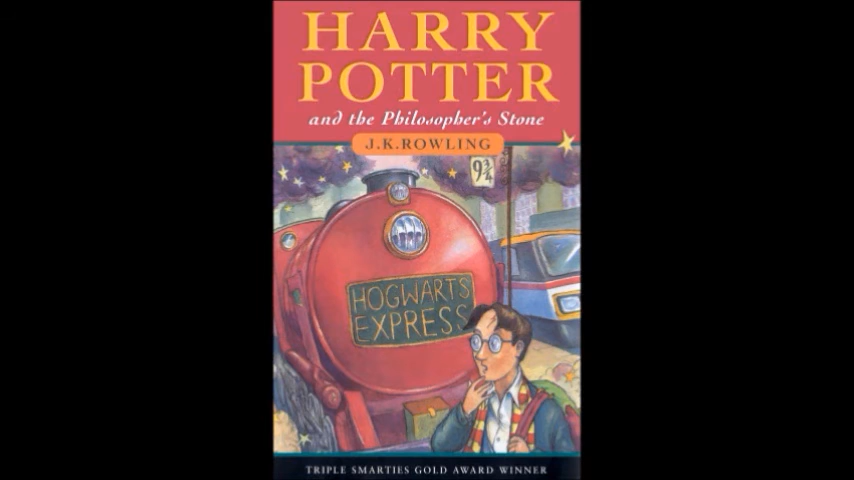 HARRY
POTTER
and the Philosopher's Stone
J.K.ROWLING
9¾
HOGWARTS
EXPRESS
TRIPLE SMARTIES GOLD AWARD WINNER